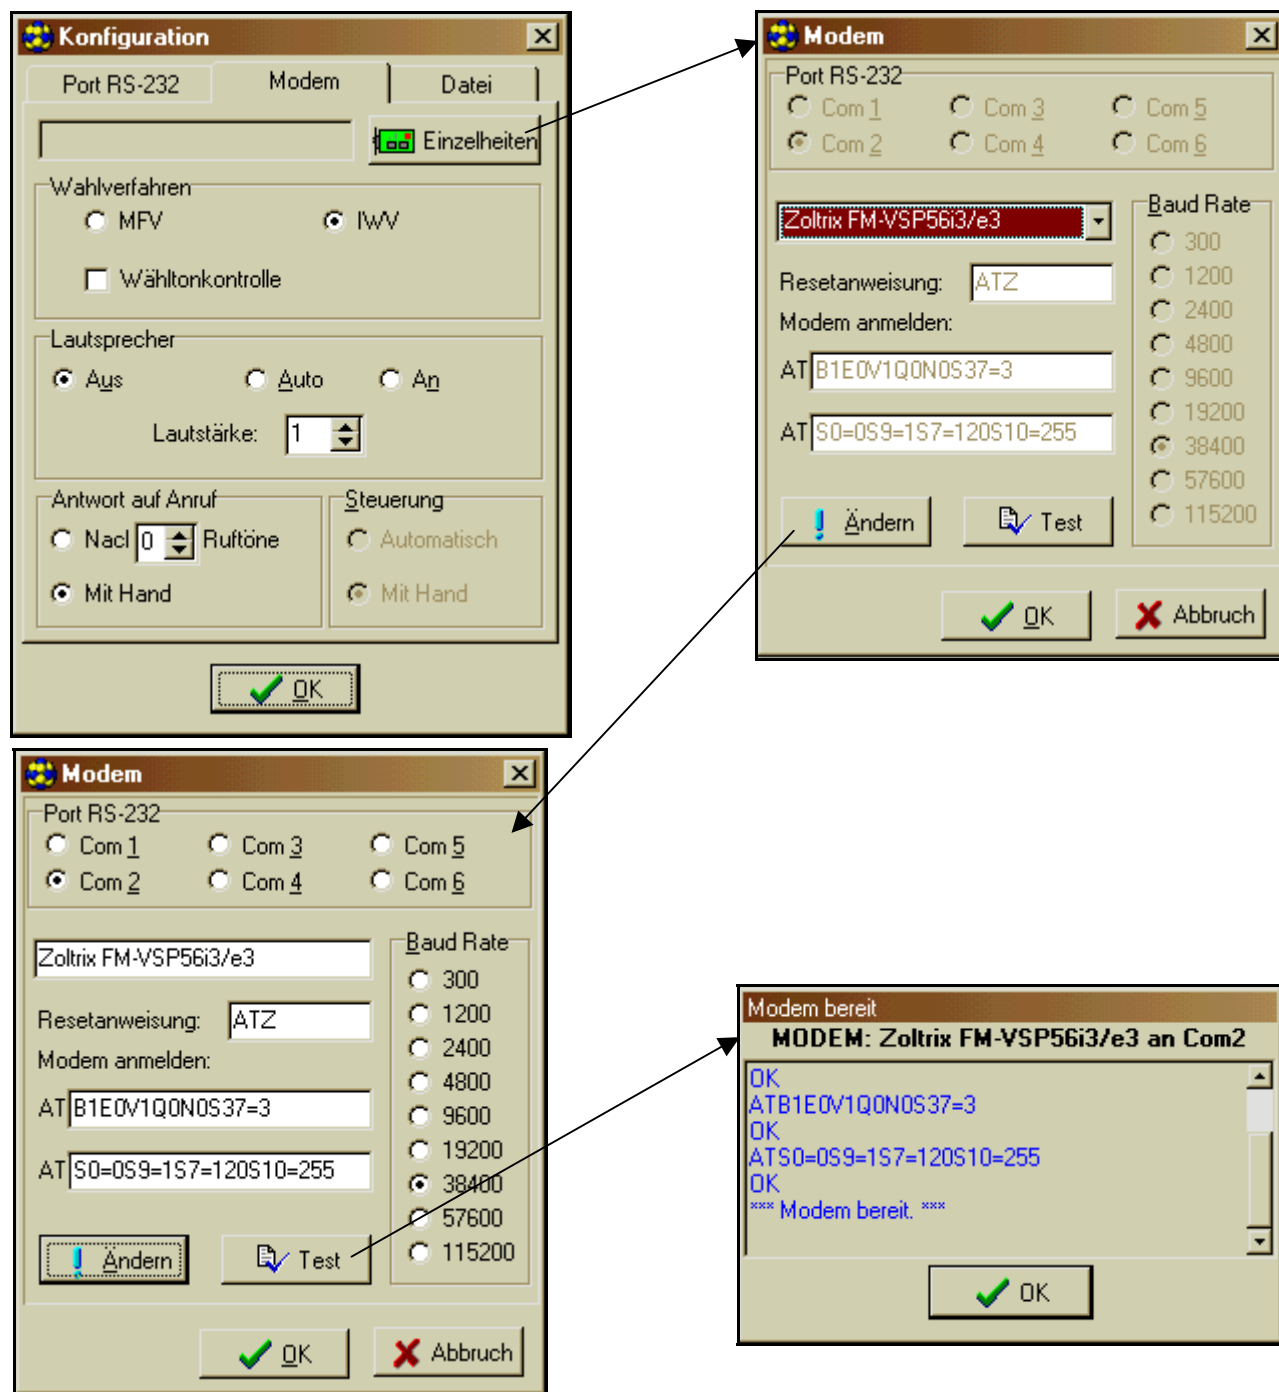 Konfiguration
Port RS-232 Modem Datei
Einzelheiten
Wahlverfahren
MFV IWV
Wähltonkontrolle
Lautsprecher
Aus Auto An
Lautstärke: 1
Antwort auf Anruf
Nacl 0 Ruftöne
Mit Hand
Steuerung
Automatisch
Mit Hand
OK
Modem
Port RS-232
Com 1 Com 3 Com 5
Com 2 Com 4 Com 6
Zoltrix FM-VSP56i3/e3
Resetanweisung: ATZ
Modem anmelden:
AT B1E0V1Q0N0S37=3
AT S0=0S9=1S7=120S10=255
Baud Rate
300
1200
2400
4800
9600
19200
38400
57600
115200
Ändern Test
OK Abbruch
Modem
Port RS-232
Com 1 Com 3 Com 5
Com 2 Com 4 Com 6
Zoltrix FM-VSP56i3/e3
Resetanweisung: ATZ
Modem anmelden:
AT B1E0V1Q0N0S37=3
AT S0=0S9=1S7=120S10=255
Baud Rate
300
1200
2400
4800
9600
19200
38400
57600
115200
Ändern Test
OK Abbruch
Modem bereit
MODEM: Zoltrix FM-VSP56i3/e3 an Com2
OK
ATB1E0V1Q0N0S37=3
OK
ATS0=0S9=1S7=120S10=255
OK
*** Modem bereit. ***
OK